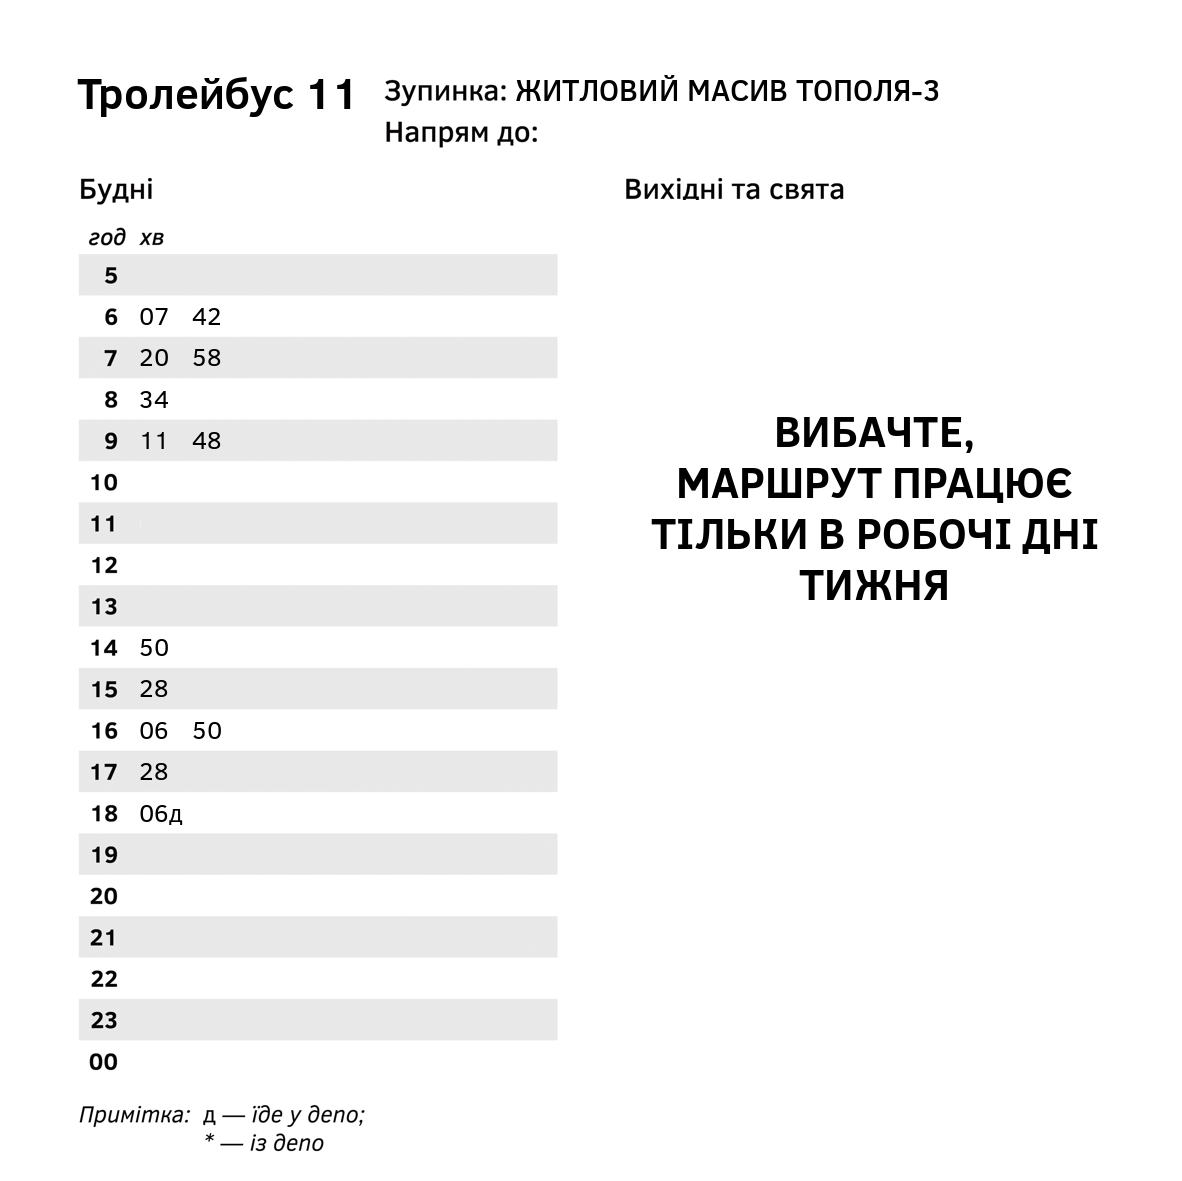 Тролейбус 11
Зупинка: ЖИТЛОВИЙ МАСИВ ТОПОЛЯ-3
Напрям до:
Будні
год хв
5
6 07 42
7 20 58
8 34
9 11 48
10
11
12
13
14 50
15 28
16 06 50
17 28
18 06д
19
20
21
22
23
00
Примітка: д — їде у депо;
* — із депо
Вихідні та свята
ВИБАЧТЕ,
МАРШРУТ ПРАЦЮЄ
ТІЛЬКИ В РОБОЧІ ДНІ
ТИЖНЯ